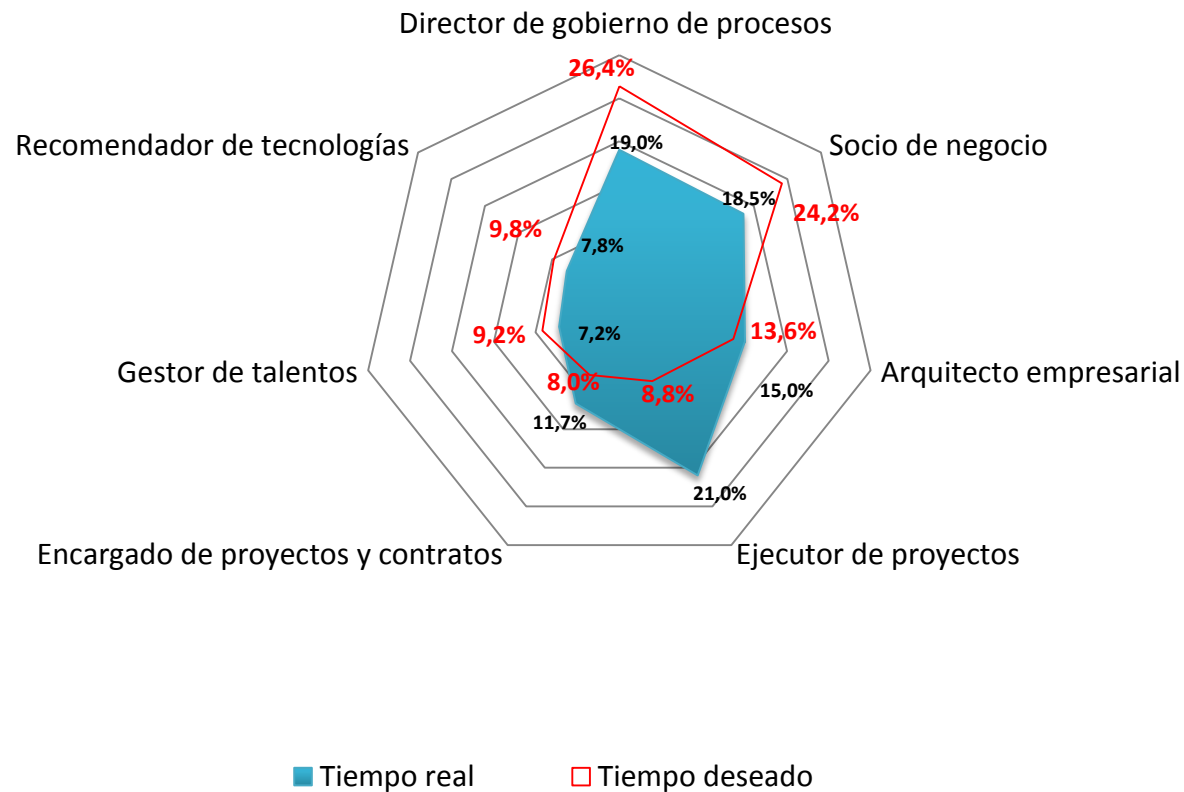 Director de gobierno de procesos
26,4%
19,0%
Recomendador de tecnologías
Socio de negocio
18,5%
24,2%
9,8%
7,8%
9,2%
7,2%
13,6%
Gestor de talentos
Arquitecto empresarial
8,0%
8,8%
15,0%
11,7%
21,0%
Encargado de proyectos y contratos
Ejecutor de proyectos
Tiempo real
Tiempo deseado